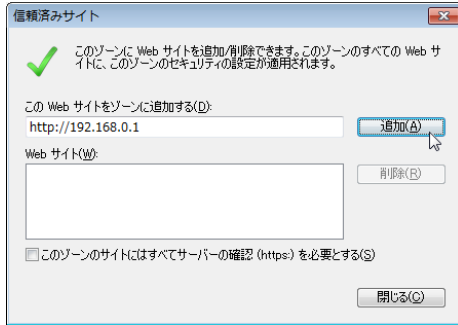 信頼済みサイト
このゾーンに Web サイトを追加/削除できます。このゾーンのすべての Web サ
イトに、このゾーンのセキュリティの設定が適用されます。
この Web サイトをゾーンに追加する(D):
http://192.168.0.1
追加(A)
Web サイト(W):
削除(R)
このゾーンのサイトにはすべてサーバーの確認 (https:) を必要とする(S)
閉じる(C)